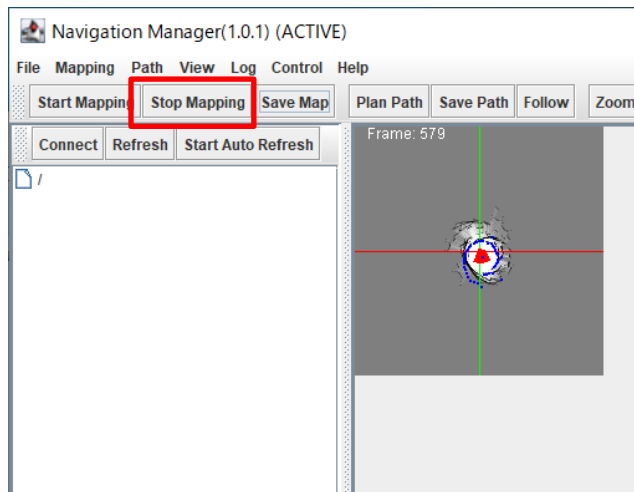 Navigation Manager(1.0.1) (ACTIVE)
File Mapping Path View Log Control Help
Start Mapping Stop Mapping Save Map Plan Path Save Path Follow Zoom
Connect Refresh Start Auto Refresh
Frame: 579
/